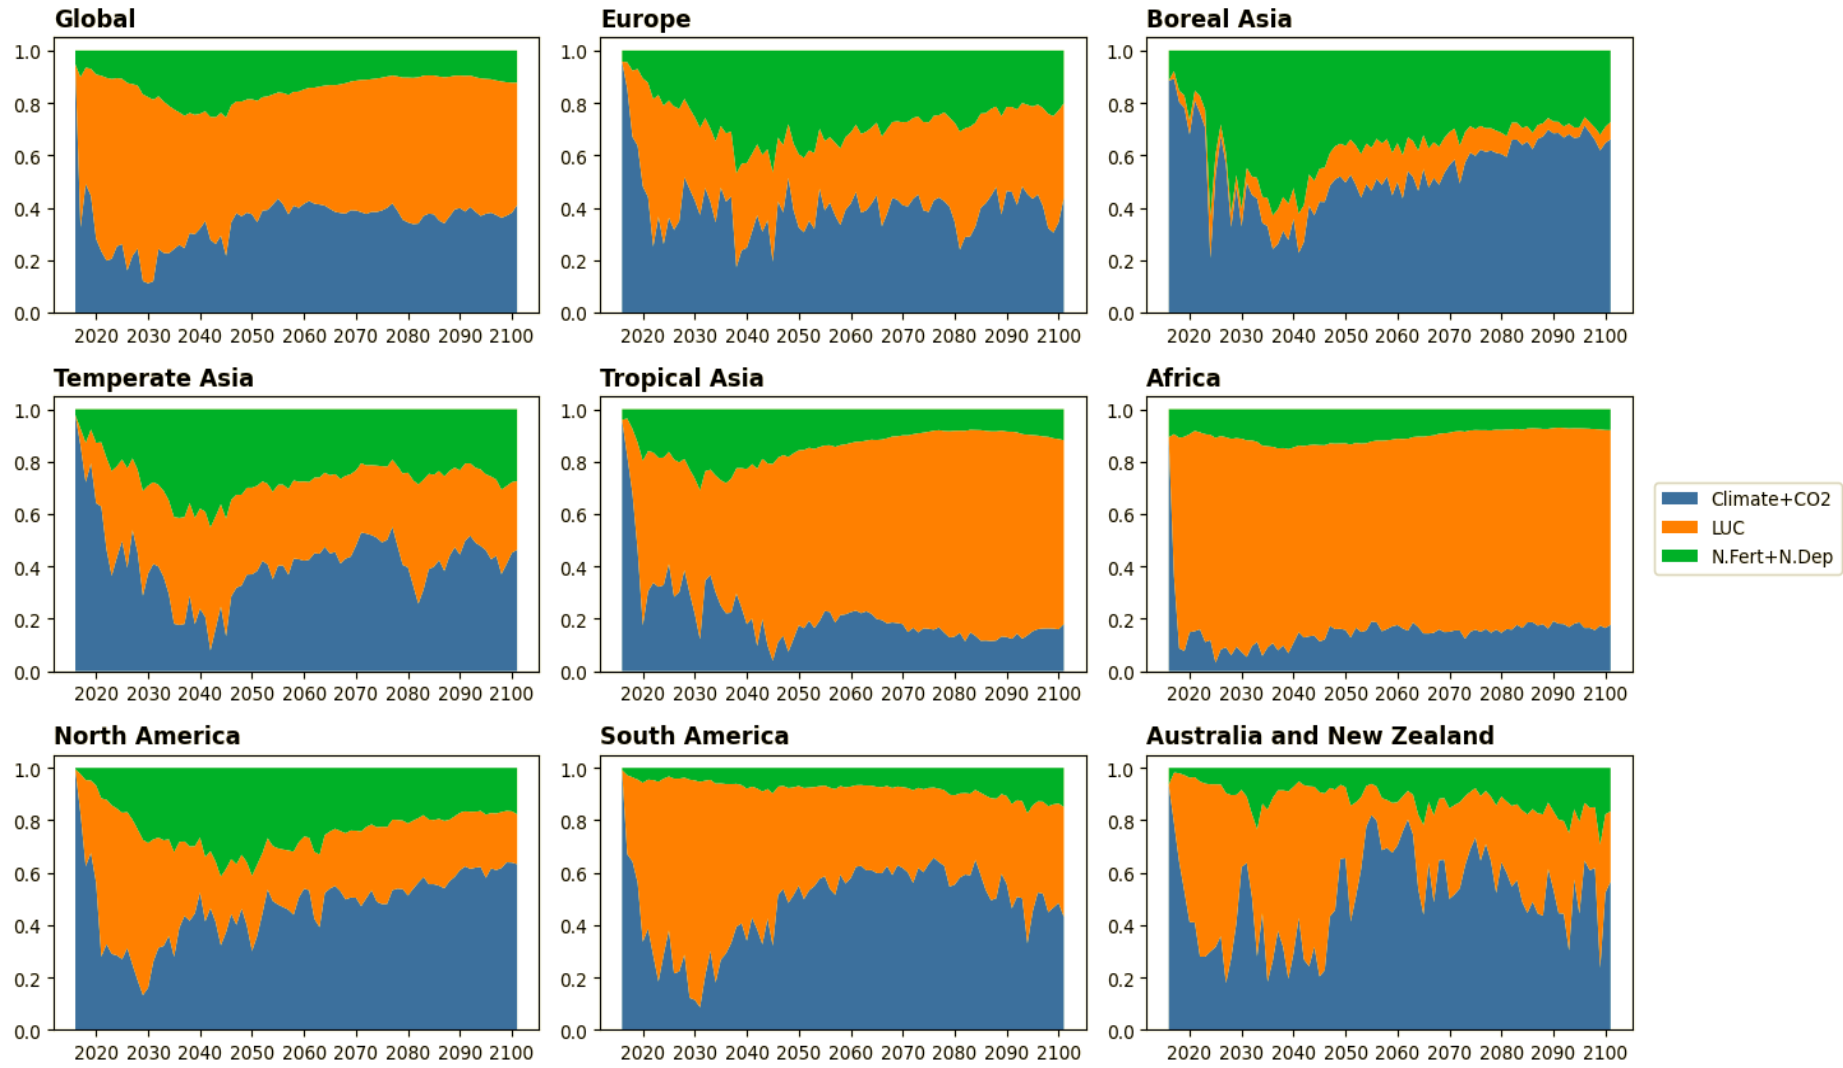 Global Europe Boreal Asia
1.0 1.0 1.0
0.8 0.8 0.8
0.6 0.6 0.6
0.4 0.4 0.4
0.2 0.2 0.2
0.0 0.0 0.0
2020 2030 2040 2050 2060 2070 2080 2090 2100 2020 2030 2040 2050 2060 2070 2080 2090 2100 2020 2030 2040 2050 2060 2070 2080 2090 2100
Temperate Asia Tropical Asia Africa
1.0 1.0 1.0
0.8 0.8 0.8
0.6 0.6 0.6
0.4 0.4 0.4
0.2 0.2 0.2
0.0 0.0 0.0
2020 2030 2040 2050 2060 2070 2080 2090 2100 2020 2030 2040 2050 2060 2070 2080 2090 2100 2020 2030 2040 2050 2060 2070 2080 2090 2100
Climate+CO2
LUC
N.Fert+N.Dep
North America South America Australia and New Zealand
1.0 1.0 1.0
0.8 0.8 0.8
0.6 0.6 0.6
0.4 0.4 0.4
0.2 0.2 0.2
0.0 0.0 0.0
2020 2030 2040 2050 2060 2070 2080 2090 2100 2020 2030 2040 2050 2060 2070 2080 2090 2100 2020 2030 2040 2050 2060 2070 2080 2090 2100